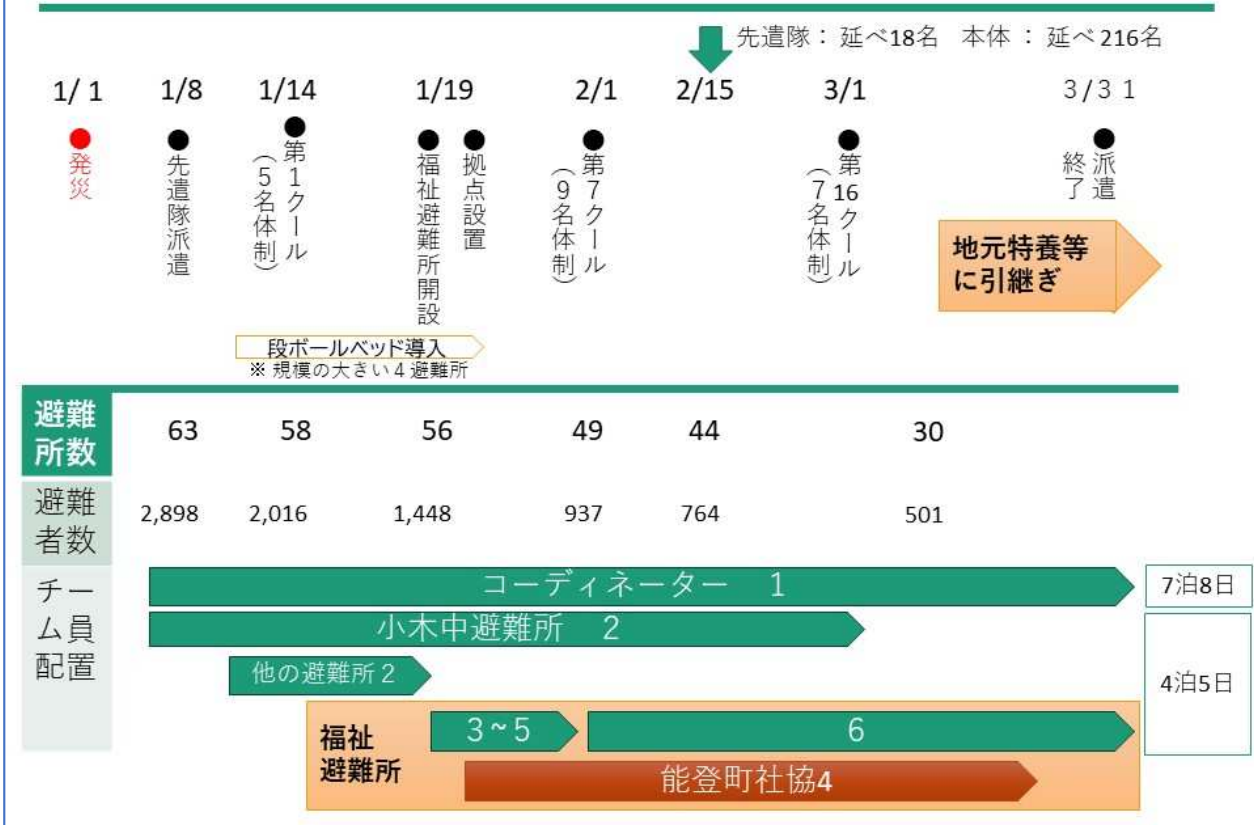 先遣隊： 延べ18名 本体 ： 延べ 216名
1/ 1
1/8
1/14
1/19
2/1
2/15
3/1
3/３１
●発災
●先遣隊派遣
●第１クール
（５名体制）
●福祉避難所開設
●拠点設置
●第７クール
（９名体制）
●第16クール
（７名体制）
●派遣
終了
地元特養等
に引継ぎ
段ボールベッド導入
※ 規模の大きい４避難所
避難
所数
63
58
56
49
44
30
避難
者数
2,898
2,016
1,448
937
764
501
チー
ム員
配置
コーディネーター １
7泊8日
小木中避難所 ２
他の避難所２
4泊5日
福祉
避難所
３~５
６
能登町社協4